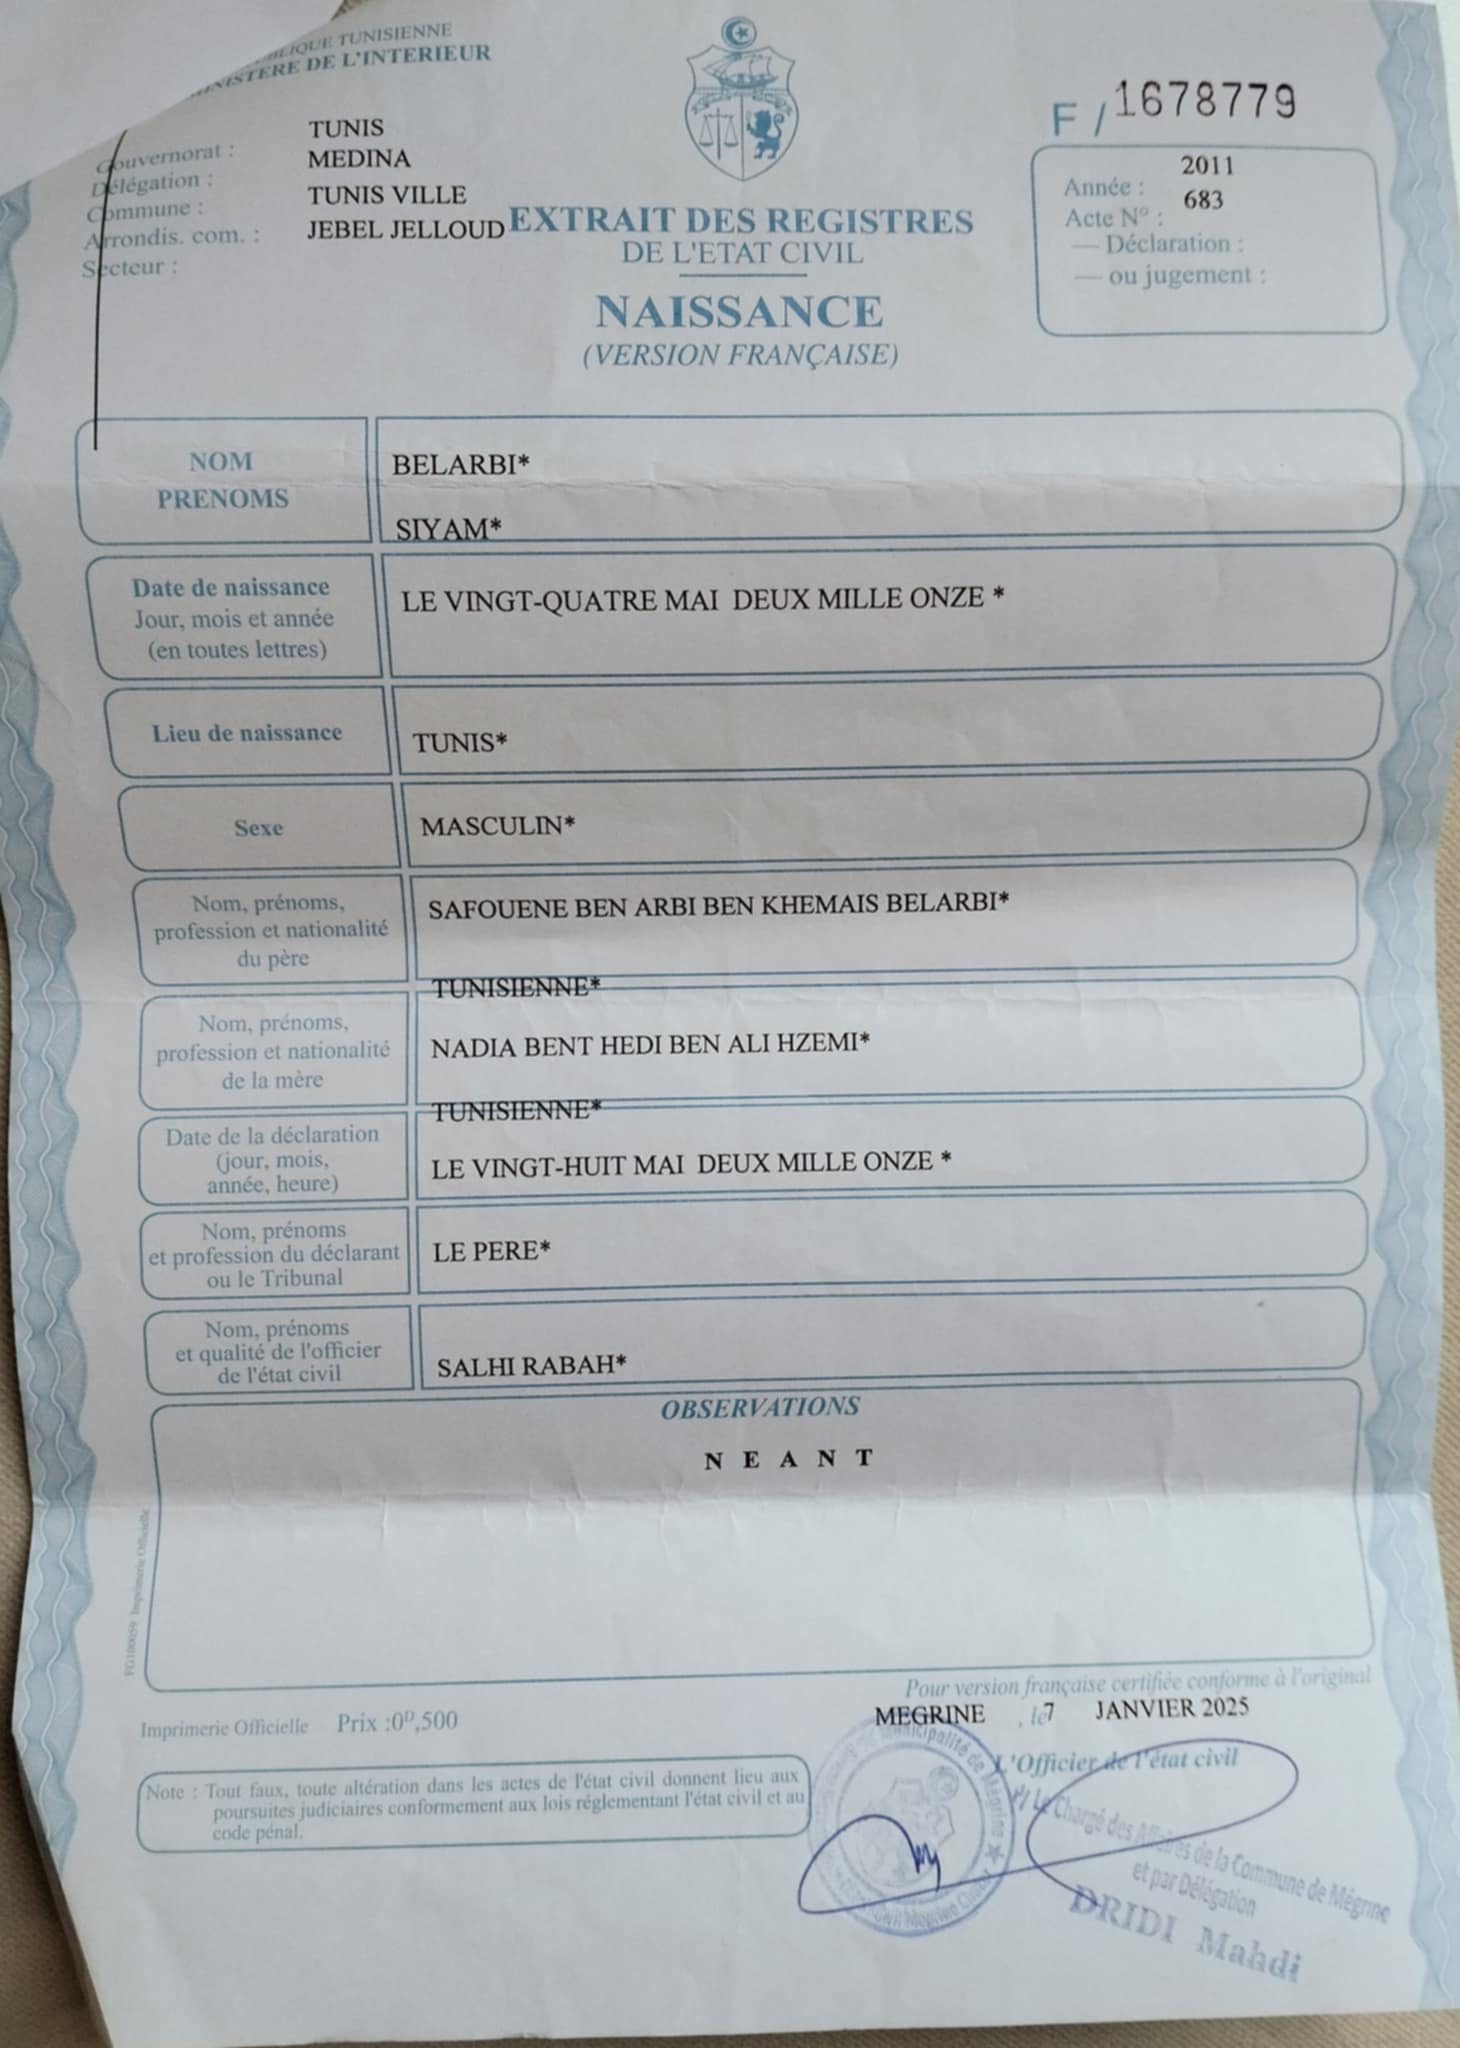 BLIQUE TUNISIENNE
NISTERE DE L'INTERIEUR
Gouvernorat : TUNIS
Délégation : MEDINA
Commune : TUNIS VILLE
Arrondis. com. : JEBEL JELLOUD
Secteur :
F / 1678779
Année : 2011
Acte N° : 683
— Déclaration :
— ou jugement :
EXTRAIT DES REGISTRES
DE L'ETAT CIVIL
NAISSANCE
(VERSION FRANÇAISE)
NOM BELARBI*
PRENOMS SIYAM*
Date de naissance
Jour, mois et année
(en toutes lettres)
LE VINGT-QUATRE MAI DEUX MILLE ONZE *
Lieu de naissance TUNIS*
Sexe MASCULIN*
Nom, prénoms,
profession et nationalité
du père
SAFOUENE BEN ARBI BEN KHEMAIS BELARBI*
TUNISIENNE*
Nom, prénoms,
profession et nationalité
de la mère
NADIA BENT HEDI BEN ALI HZEMI*
TUNISIENNE*
Date de la déclaration
(jour, mois,
année, heure)
LE VINGT-HUIT MAI DEUX MILLE ONZE *
Nom, prénoms
et profession du déclarant
ou le Tribunal
LE PERE*
Nom, prénoms
et qualité de l'officier
de l'état civil
SALHI RABAH*
OBSERVATIONS
N E A N T
PG100059 Imprimerie Officielle
Pour version française certifiée conforme à l'original
MEGRINE , le 7 JANVIER 2025
L'Officier de l'état civil
Imprimerie Officielle Prix :0ᴰ,500
Note : Tout faux, toute altération dans les actes de l'état civil donnent lieu aux
poursuites judiciaires conformement aux lois réglementant l'état civil et au
code pénal.
Municipalité de Mégrine
Le Chargé des Affaires de la Commune de Mégrine
et par Délégation
DRIDI Mahdi